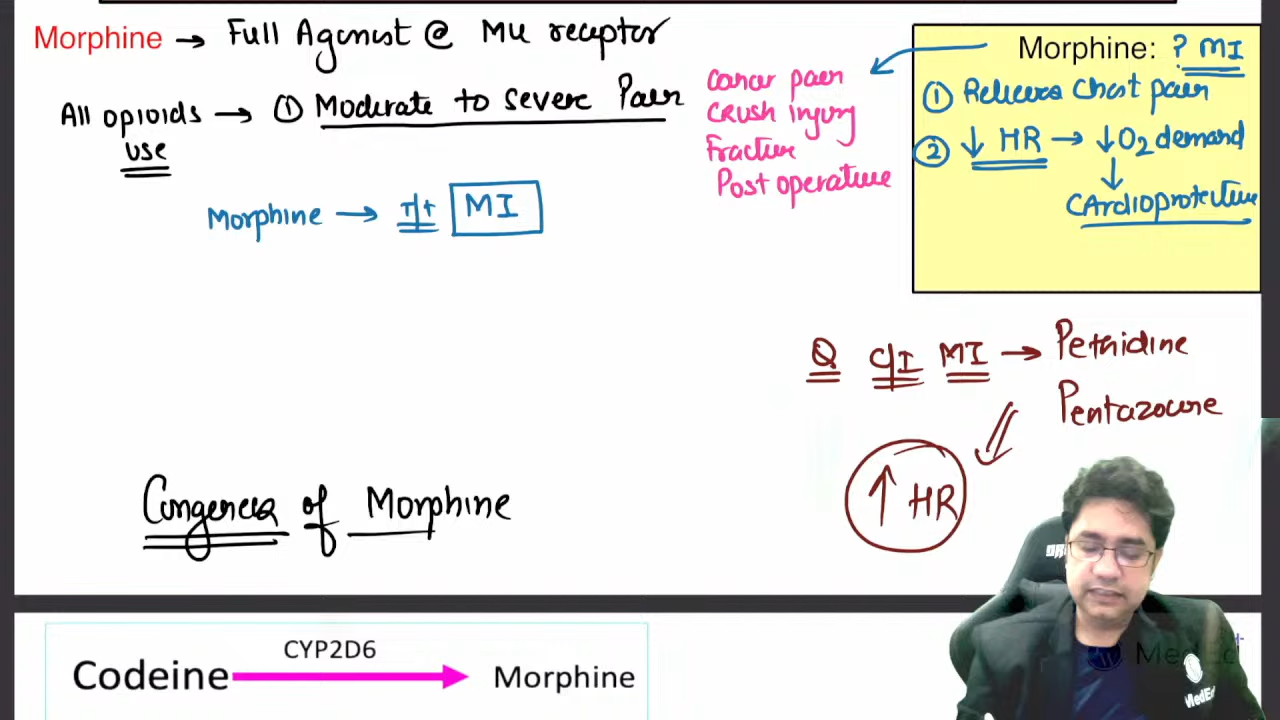 Morphine → Full Agonist @ Mu receptor
All opioids → ① Moderate to severe Pain
use
Cancer pain
Crush injury
Fracture
Post operative
Morphine → T/t MI
Morphine: ? MI
① Relieves Chest pain
② ↓ HR → ↓ O2 demand
↓
CArdioprotective
Q C/I MI → Pethidine
Pentazocine
↑ HR
Congeners of Morphine
CYP2D6
Codeine Morphine
MedEd
MedEd